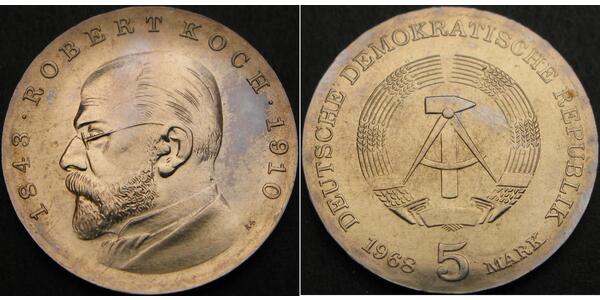 1843 · ROBERT KOCH · 1910
DEUTSCHE DEMOKRATISCHE REPUBLIK
1968 5 MARK